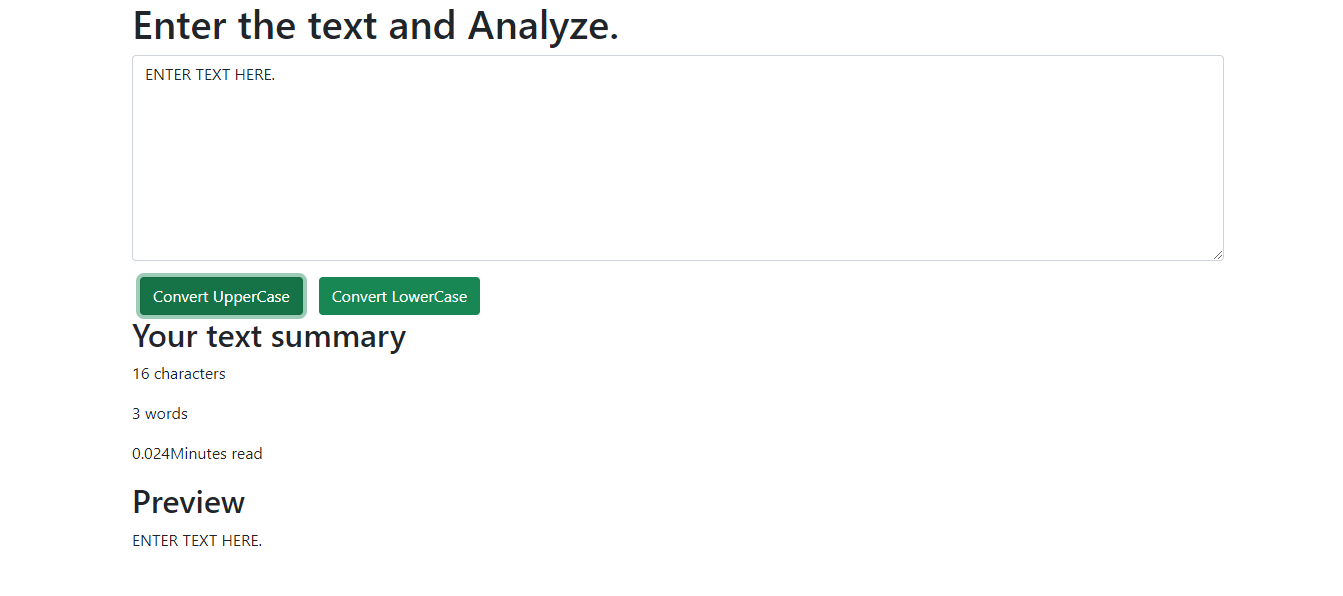 Enter the text and Analyze.
ENTER TEXT HERE.
Convert UpperCase Convert LowerCase
Your text summary
16 characters
3 words
0.024Minutes read
Preview
ENTER TEXT HERE.